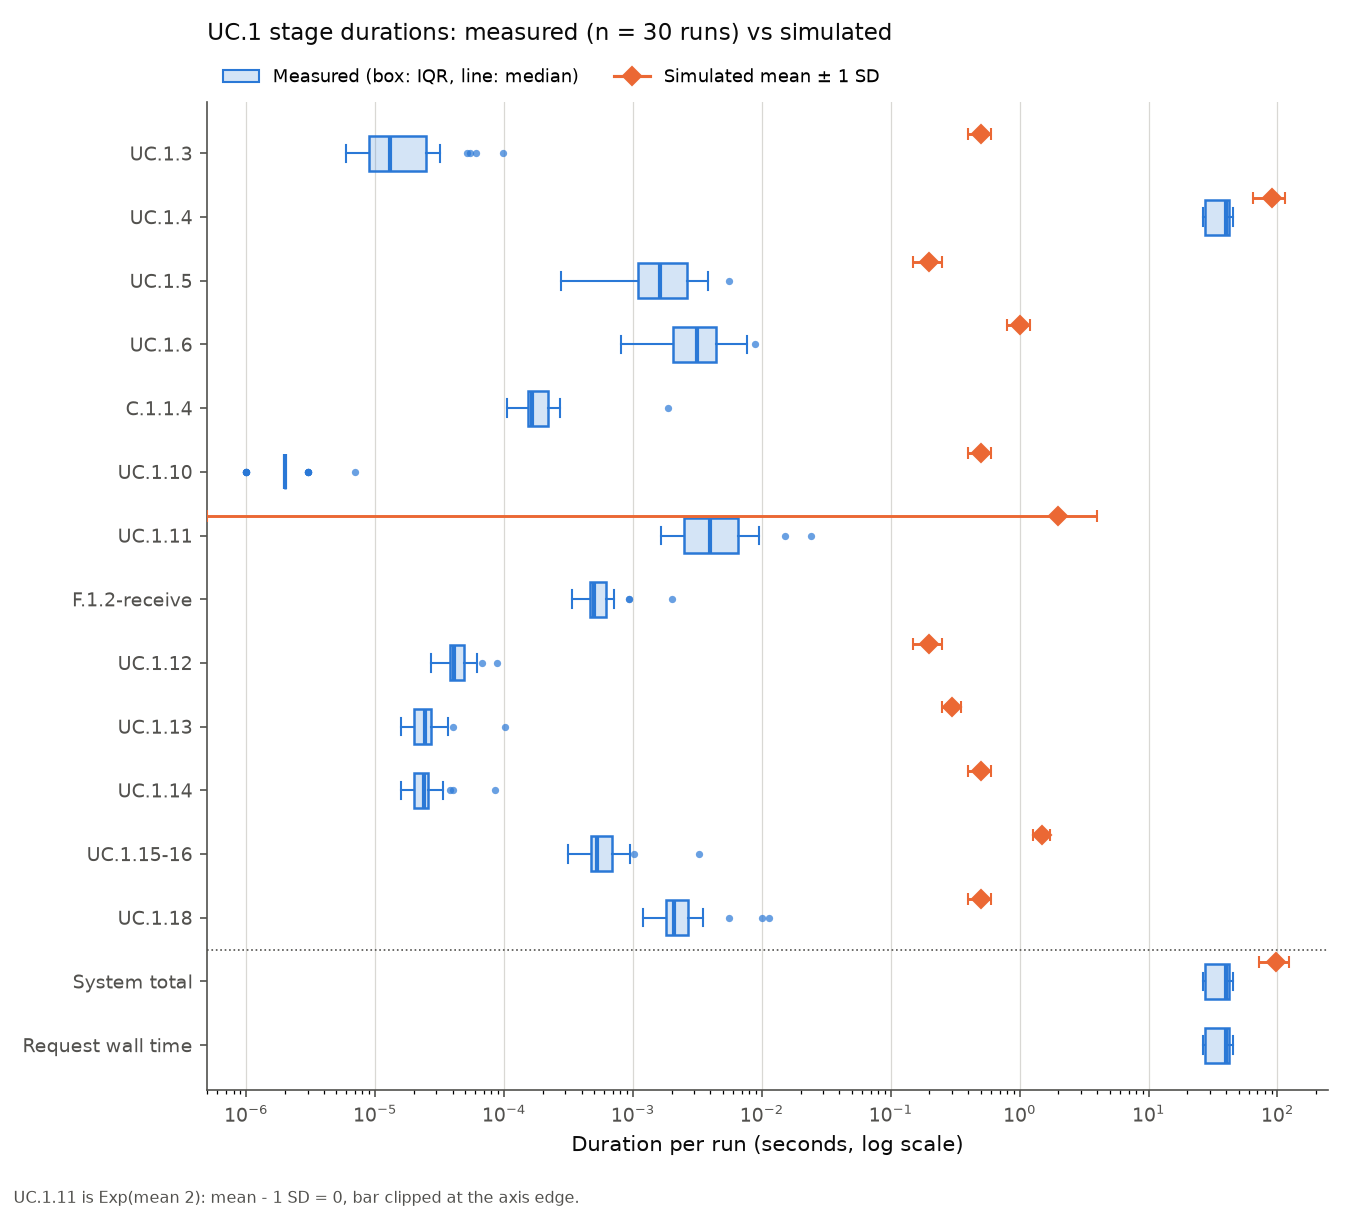 UC.1 stage durations: measured (n = 30 runs) vs simulated
Measured (box: IQR, line: median)
Simulated mean ± 1 SD
UC.1.3
UC.1.4
UC.1.5
UC.1.6
C.1.1.4
UC.1.10
UC.1.11
F.1.2-receive
UC.1.12
UC.1.13
UC.1.14
UC.1.15-16
UC.1.18
System total
Request wall time
10⁻⁶ 10⁻⁵ 10⁻⁴ 10⁻³ 10⁻² 10⁻¹ 10⁰ 10¹ 10²
Duration per run (seconds, log scale)
UC.1.11 is Exp(mean 2): mean - 1 SD = 0, bar clipped at the axis edge.